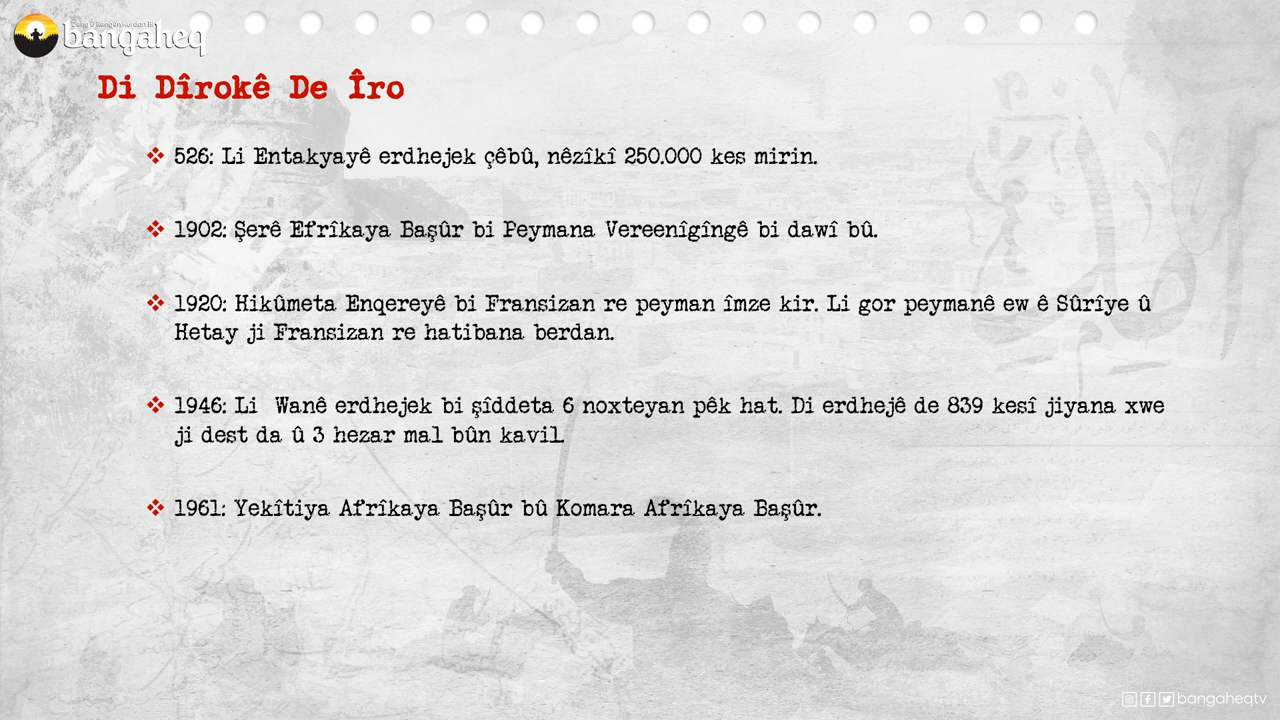 Deng û Rengên Kurdan Bi
bangaheq
Di Dîrokê De Îro
❖ 526: Li Entakyayê erdhejek çêbû, nêzîkî 250.000 kes mirin.
❖ 1902: Şerê Efrîkaya Başûr bi Peymana Vereenîgîngê bi dawî bû.
❖ 1920: Hikûmeta Enqereyê bi Fransizan re peyman îmze kir. Li gor peymanê ew ê Sûrîye û
Hetay ji Fransizan re hatibana berdan.
❖ 1946: Li Wanê erdhejek bi şîddeta 6 noxteyan pêk hat. Di erdhejê de 839 kesî jiyana xwe
ji dest da û 3 hezar mal bûn kavil.
❖ 1961: Yekîtiya Afrîkaya Başûr bû Komara Afrîkaya Başûr.
bangaheqtv